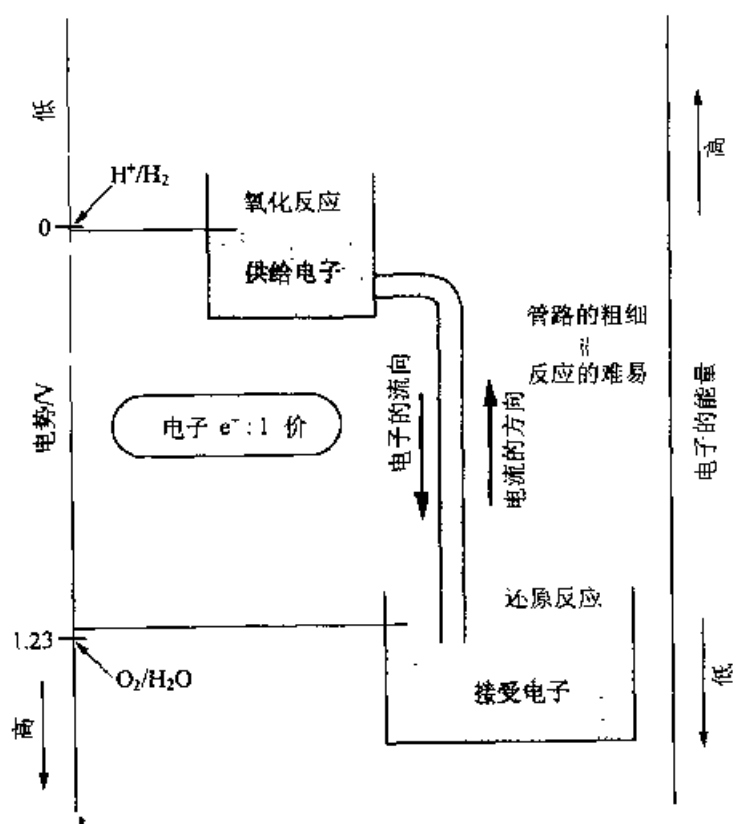 低
H⁺/H₂
0
氧化反应
供给电子
高
管路的粗细
≈
反应的难易
电势/V
电子 e⁻:1 价
电子的流向
电流的方向
电子的能量
还原反应
1.23
O₂/H₂O
接受电子
低
高